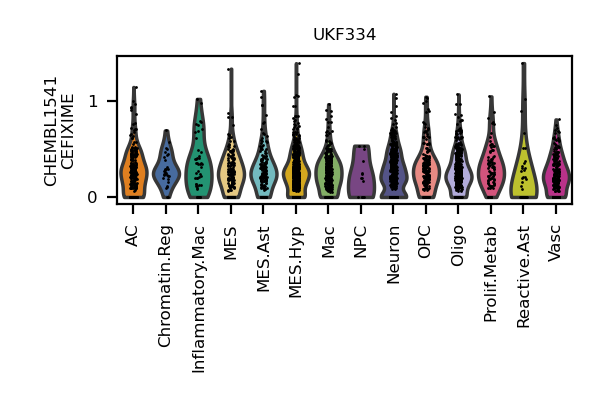 UKF334
CHEMBL1541
CEFIXIME
1
0
AC
Chromatin.Reg
Inflammatory.Mac
MES
MES.Ast
MES.Hyp
Mac
NPC
Neuron
OPC
Oligo
Prolif.Metab
Reactive.Ast
Vasc